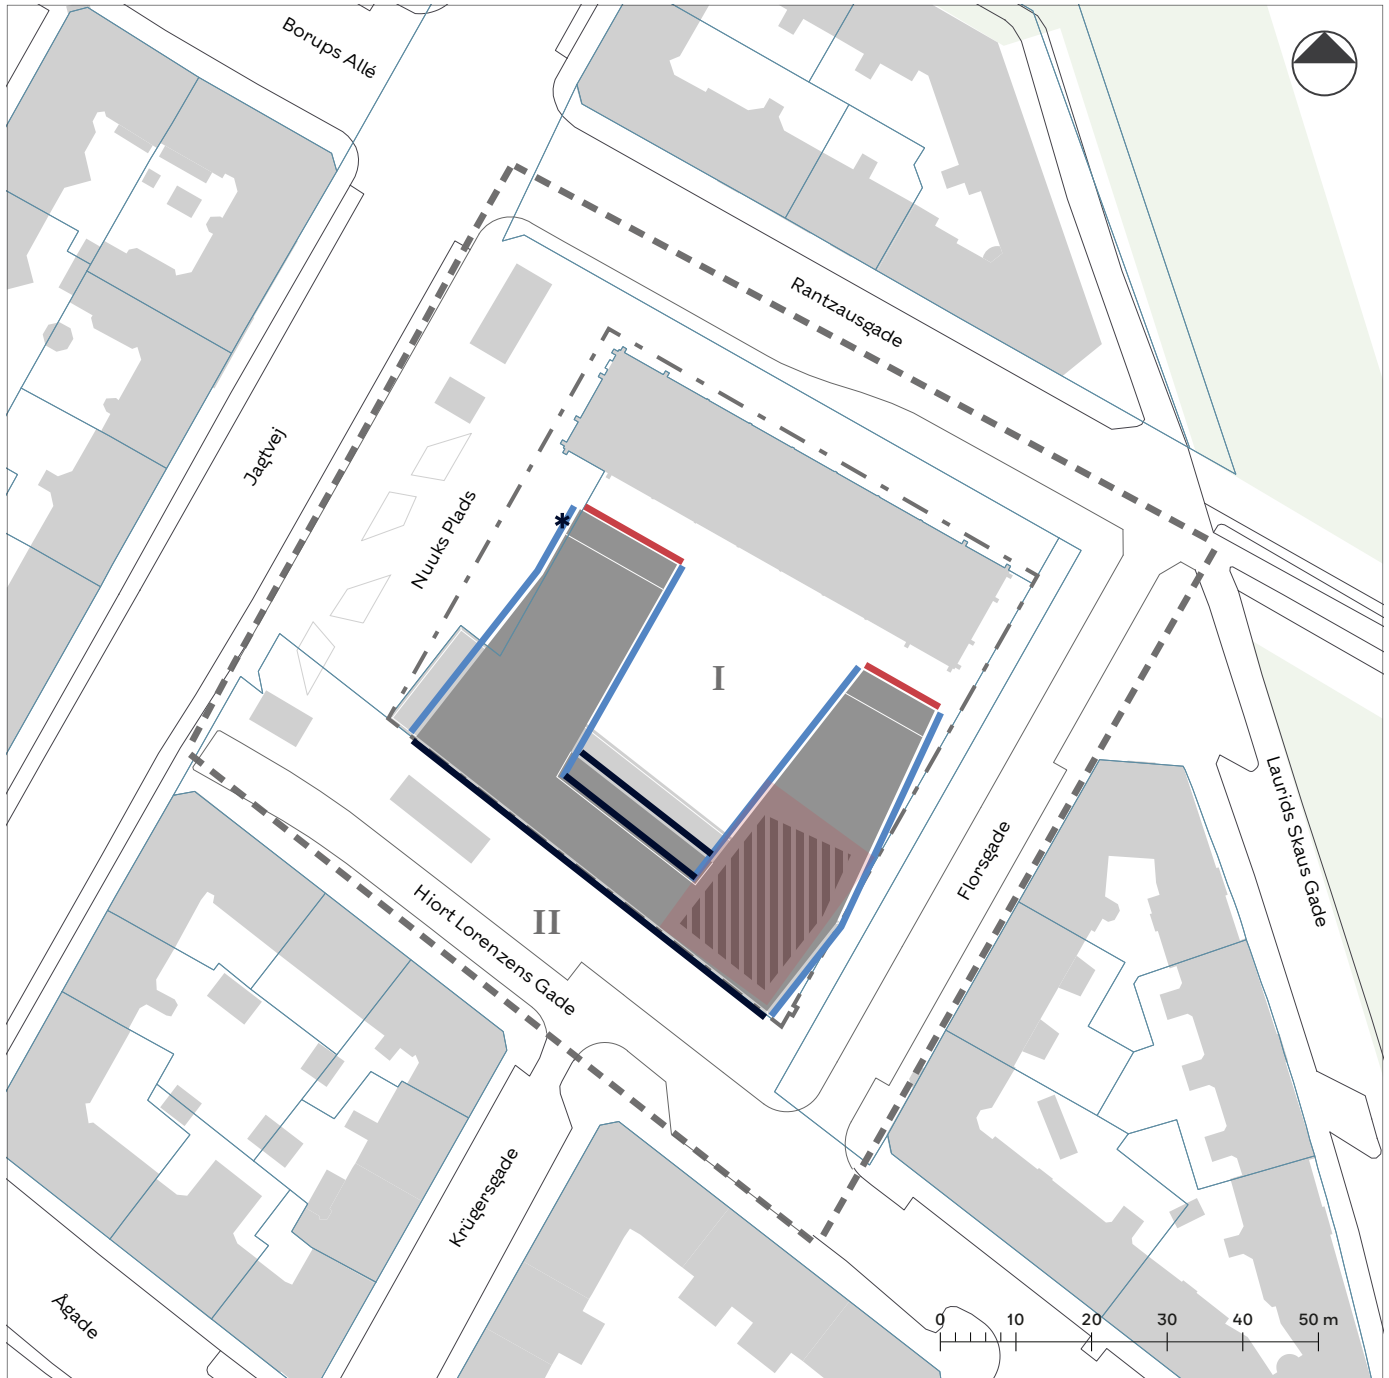 Borups Allé
Rantzausgade
Jagtvej
Nuuks Plads
*
I
II
Hiort Lorenzens Gade
Florsgade
Laurids Skaus Gade
Krügersgade
Ågade
0 10 20 30 40 50 m